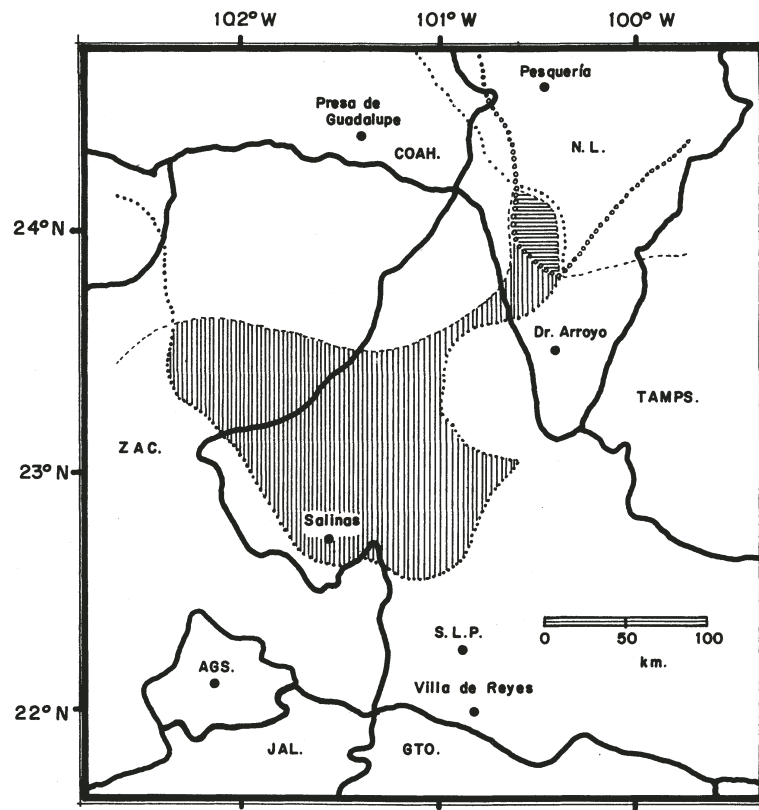 102° W 101° W 100° W
Pesquería
Presa de
Guadalupe
COAH.
N. L.
24° N
Dr. Arroyo
TAMPS.
ZAC.
23° N
Salinas
S.L.P.
0 50 100
km.
AGS.
Villa de Reyes
22° N
JAL.
GTO.